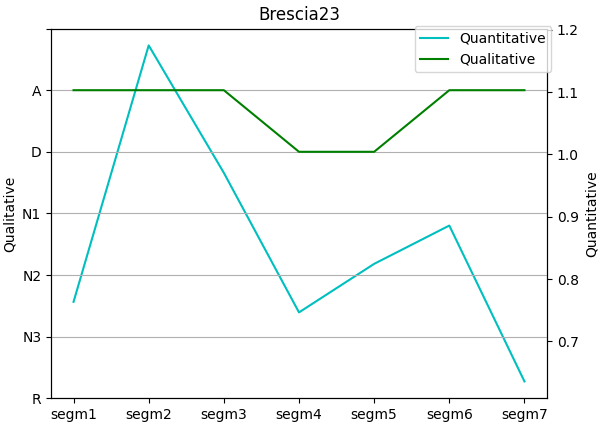 Brescia23
Quantitative
Qualitative
A
D
N1
N2
N3
R
Qualitative
1.2
1.1
1.0
0.9
0.8
0.7
Quantitative
segm1 segm2 segm3 segm4 segm5 segm6 segm7